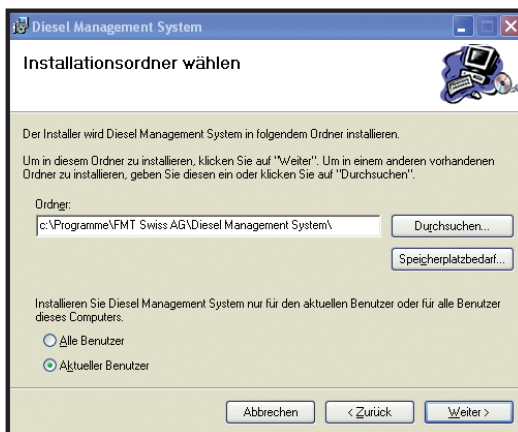 Diesel Management System
Installationsordner wählen
Der Installer wird Diesel Management System in folgendem Ordner installieren.
Um in diesem Ordner zu installieren, klicken Sie auf "Weiter". Um in einem anderen vorhandenen
Ordner zu installieren, geben Sie diesen ein oder klicken Sie auf "Durchsuchen".
Ordner:
c:\Programme\FMT Swiss AG\Diesel Management System\
Durchsuchen...
Speicherplatzbedarf...
Installieren Sie Diesel Management System nur für den aktuellen Benutzer oder für alle Benutzer
dieses Computers.
Alle Benutzer
Aktueller Benutzer
Abbrechen < Zurück Weiter >